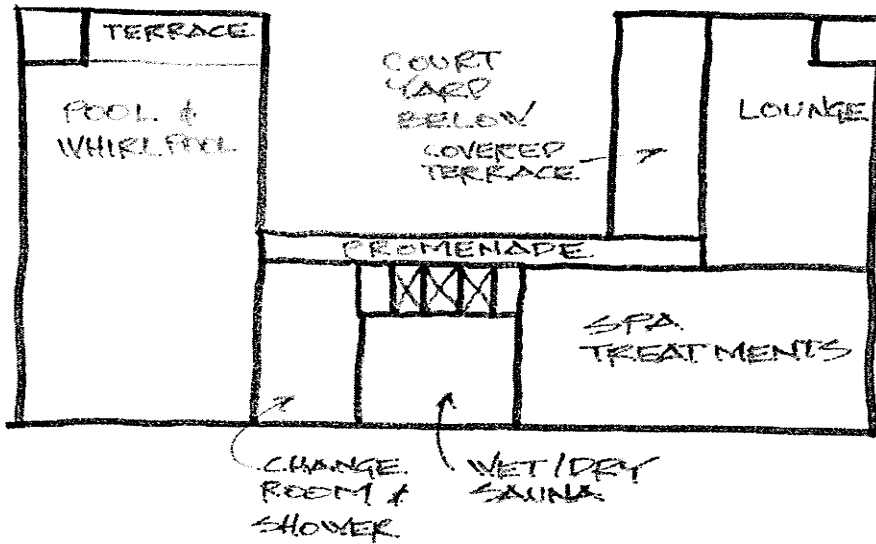 TERRACE
POOL &
WHIRLPOOL
COURT
YARD
BELOW
COVERED
TERRACE
LOUNGE
PROMENADE
SPA
TREATMENTS
CHANGE
ROOM &
SHOWER
WET/DRY
SAUNA